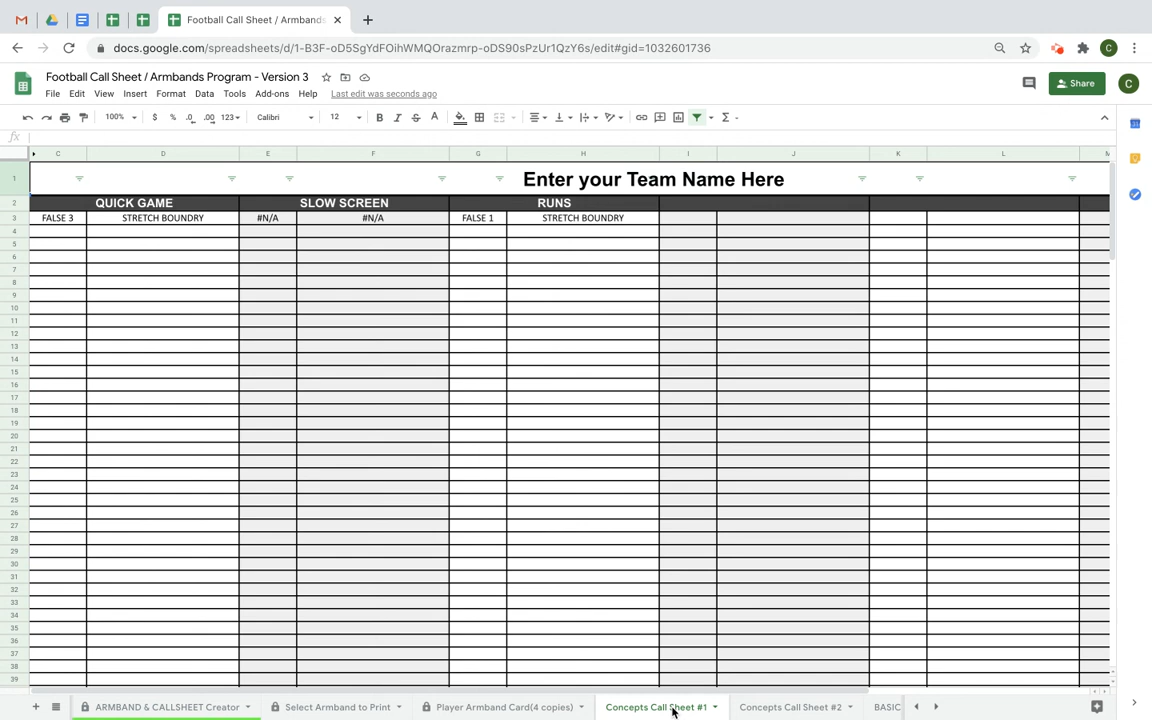 Football Call Sheet / Armbands
docs.google.com/spreadsheets/d/1-B3F-oD5SgYdFOihWMQOrazmrp-oDS90sPzUr1QzY6s/edit#gid=1032601736
C
Football Call Sheet / Armbands Program - Version 3
File Edit View Insert Format Data Tools Add-ons Help Last edit was seconds ago
Share
C
100% $ % .0 .00 123 Calibri 12 B I S A
fx
C D E F G H I J K L M
1 Enter your Team Name Here
2 QUICK GAME SLOW SCREEN RUNS
3 FALSE 3 STRETCH BOUNDRY #N/A #N/A FALSE 1 STRETCH BOUNDRY
4
5
6
7
8
9
10
11
12
13
14
15
16
17
18
19
20
21
22
23
24
25
26
27
28
29
30
31
32
33
34
35
36
37
38
39
ARMBAND & CALLSHEET Creator Select Armband to Print Player Armband Card(4 copies) Concepts Call Sheet #1 Concepts Call Sheet #2 BASIC